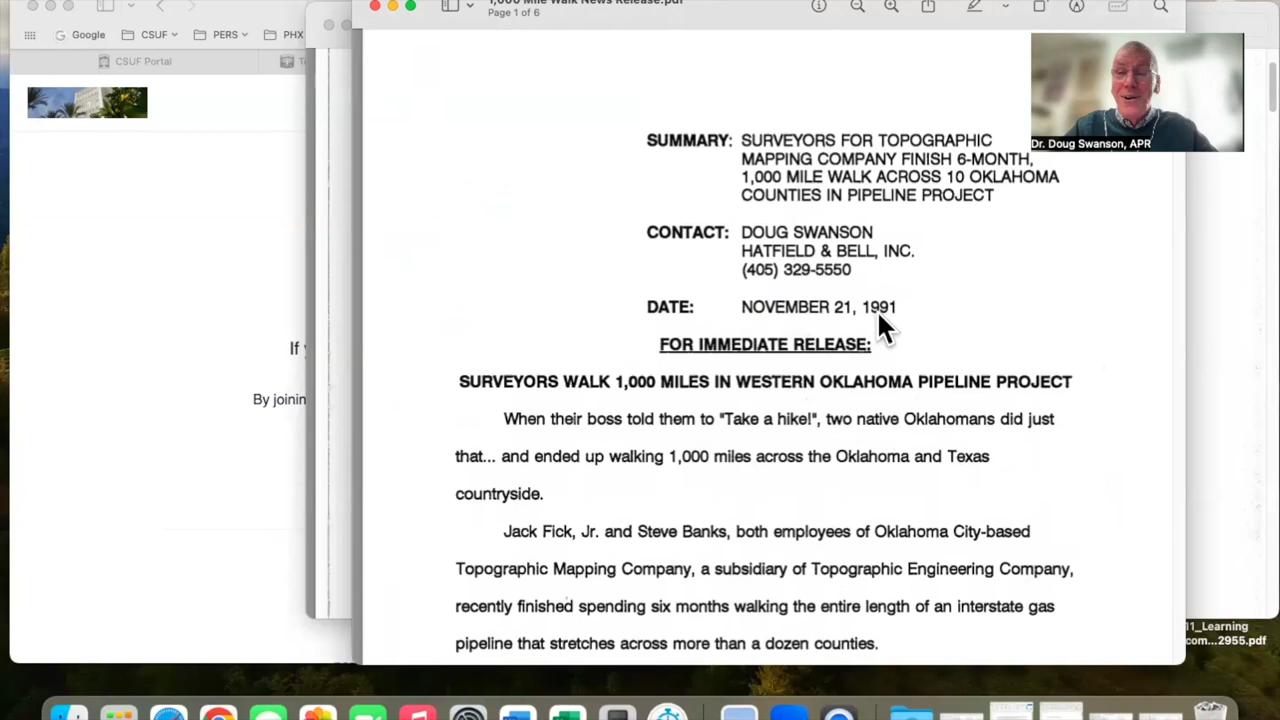 1,000 Mile Walk News Release.pdf
Page 1 of 6
Google
CSUF
PERS
PHX
CSUF Portal
Dr. Doug Swanson, APR
SUMMARY: SURVEYORS FOR TOPOGRAPHIC
MAPPING COMPANY FINISH 6-MONTH,
1,000 MILE WALK ACROSS 10 OKLAHOMA
COUNTIES IN PIPELINE PROJECT
CONTACT: DOUG SWANSON
HATFIELD & BELL, INC.
(405) 329-5550
DATE: NOVEMBER 21, 1991
FOR IMMEDIATE RELEASE:
SURVEYORS WALK 1,000 MILES IN WESTERN OKLAHOMA PIPELINE PROJECT
When their boss told them to "Take a hike!", two native Oklahomans did just
that... and ended up walking 1,000 miles across the Oklahoma and Texas
countryside.
Jack Fick, Jr. and Steve Banks, both employees of Oklahoma City-based
Topographic Mapping Company, a subsidiary of Topographic Engineering Company,
recently finished spending six months walking the entire length of an interstate gas
pipeline that stretches across more than a dozen counties.
If
By joinin
11_Learning
com...2955.pdf